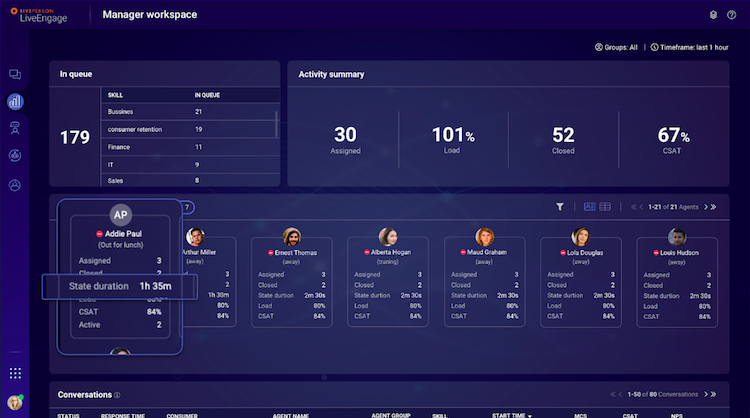 LIVEPERSON
LiveEngage
Manager workspace
Groups: All | Timeframe: last 1 hour
In queue
Activity summary
179
SKILL IN QUEUE
Bussines 21
consumer retention 19
Finance 11
IT 9
Sales 8
30
Assigned
101%
Load
52
Closed
67%
CSAT
7
1-21 of 21 Agents
AP
Addie Paul
(Out for lunch)
Assigned 3
Closed 2
State duration 1h 35m
Load 80%
CSAT 84%
Active 2
Arthur Miller
(away)
3
2
1h 30m
80%
84%
Ernest Thomas
(away)
Assigned 3
Closed 2
State durtion 2m 30s
Load 80%
CSAT 84%
Alberta Hogan
(traning)
Assigned 3
Closed 2
State durtion 2m 30s
Load 80%
CSAT 84%
Maud Graham
(away)
Assigned 3
Closed 2
State durtion 2m 30s
Load 80%
CSAT 84%
Lola Douglas
(away)
Assigned 3
Closed 2
State durtion 2m 30s
Load 80%
CSAT 84%
Louis Hudson
(away)
Assigned 3
Closed 2
State durtion 2m 30s
Load 80%
CSAT 84%
Conversations
1-50 of 80 Conversations
STATUS RESPONSE TIME CONSUMER AGENT NAME AGENT GROUP SKILL START TIME MCS CSAT NPS